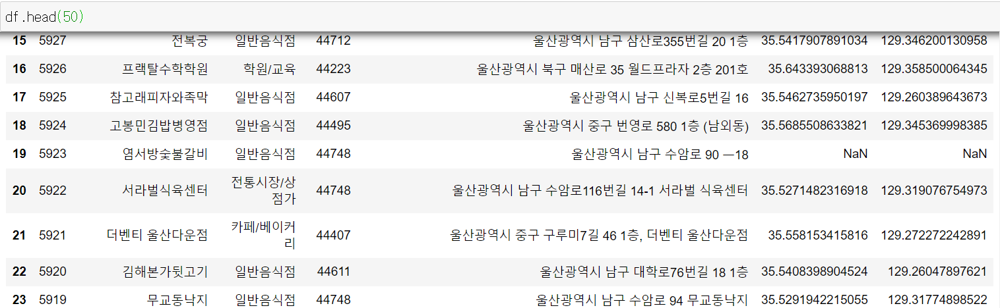 df.head(50)
15 5927 전복궁 일반음식점 44712 울산광역시 남구 삼산로355번길 20 1층 35.5417907891034 129.346200130958
16 5926 프랙탈수학학원 학원/교육 44223 울산광역시 북구 매산로 35 월드프라자 2층 201호 35.643393068813 129.358500064345
17 5925 참고래피자와족막 일반음식점 44607 울산광역시 남구 신복로5번길 16 35.5462735950197 129.260389643673
18 5924 고봉민김밥병영점 일반음식점 44495 울산광역시 중구 번영로 580 1층 (남외동) 35.5685508633821 129.345369998385
19 5923 염서방숯불갈비 일반음식점 44748 울산광역시 남구 수암로 90 ―18 NaN NaN
20 5922 서라벌식육센터 전통시장/상
점가 44748 울산광역시 남구 수암로116번길 14-1 서라벌 식육센터 35.5271482316918 129.319076754973
21 5921 더벤티 울산다운점 카페/베이커
리 44407 울산광역시 중구 구루미7길 46 1층, 더벤티 울산다운점 35.558153415816 129.272272242891
22 5920 김해본가뒷고기 일반음식점 44611 울산광역시 남구 대학로76번길 18 1층 35.5408398904524 129.26047897621
23 5919 무교동낙지 일반음식점 44748 울산광역시 남구 수암로 94 무교동낙지 35.5291942215055 129.31774898522